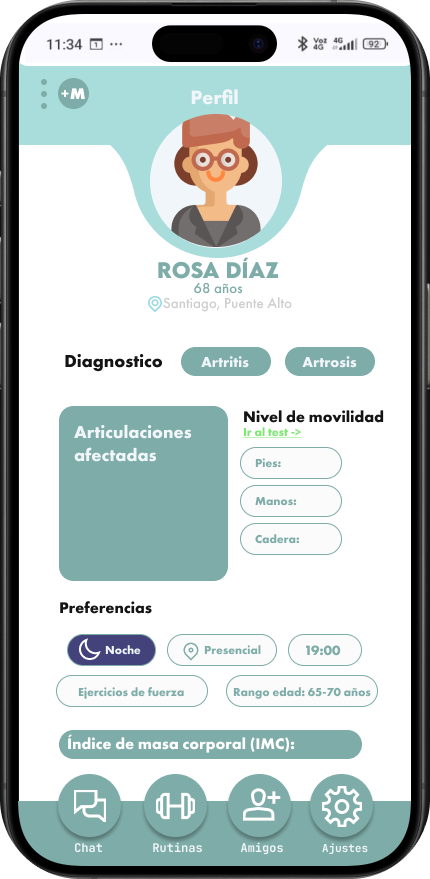 11:34 1 ··· Voz 4G 4G 92
+M
Perfil
ROSA DÍAZ
68 años
Santiago, Puente Alto
Diagnostico Artritis Artrosis
Articulaciones
afectadas
Nivel de movilidad
Ir al test ->
Pies:
Manos:
Cadera:
Preferencias
Noche Presencial 19:00
Ejercicios de fuerza Rango edad: 65-70 años
Índice de masa corporal (IMC):
Chat Rutinas Amigos Ajustes